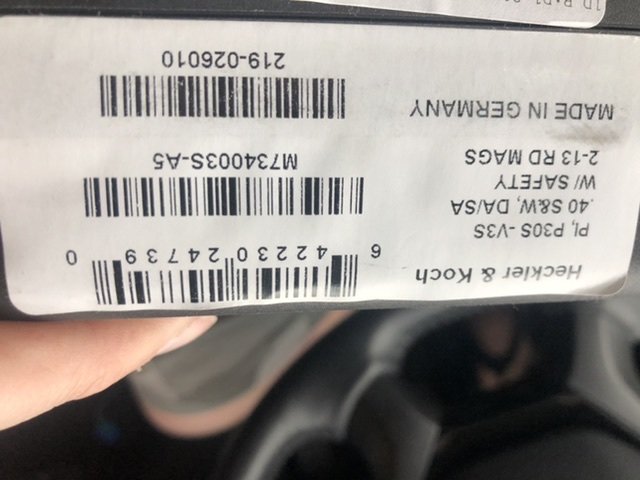 Heckler & Koch
PI, P30S -V3S
.40 S&W, DA/SA
W/ SAFETY
2-13 RD MAGS
MADE IN GERMANY
6 42230 24739 0
M734003S-A5
219-026010